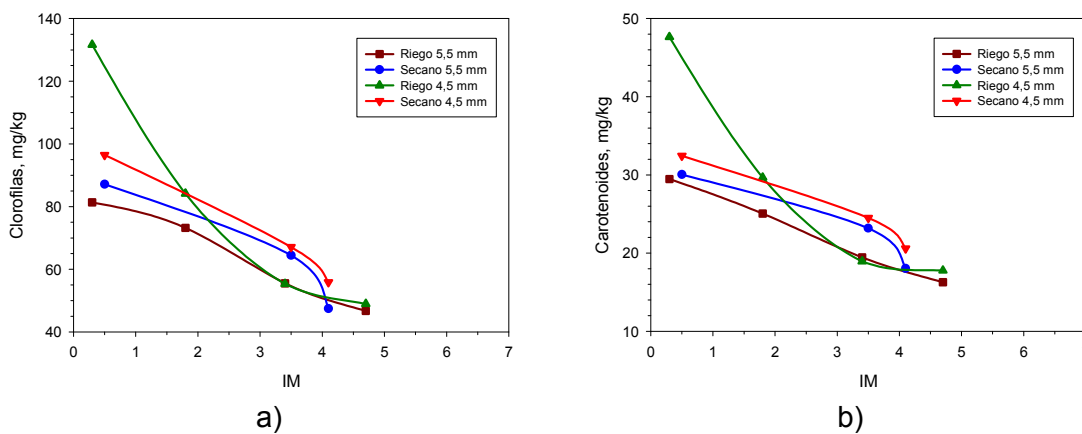 140
120
100
80
60
40
Clorofilas, mg/kg
0 1 2 3 4 5 6 7
IM
Riego 5,5 mm
Secano 5,5 mm
Riego 4,5 mm
Secano 4,5 mm
a)
50
40
30
20
10
Carotenoides, mg/kg
0 1 2 3 4 5 6
IM
Riego 5,5 mm
Secano 5,5 mm
Riego 4,5 mm
Secano 4,5 mm
b)